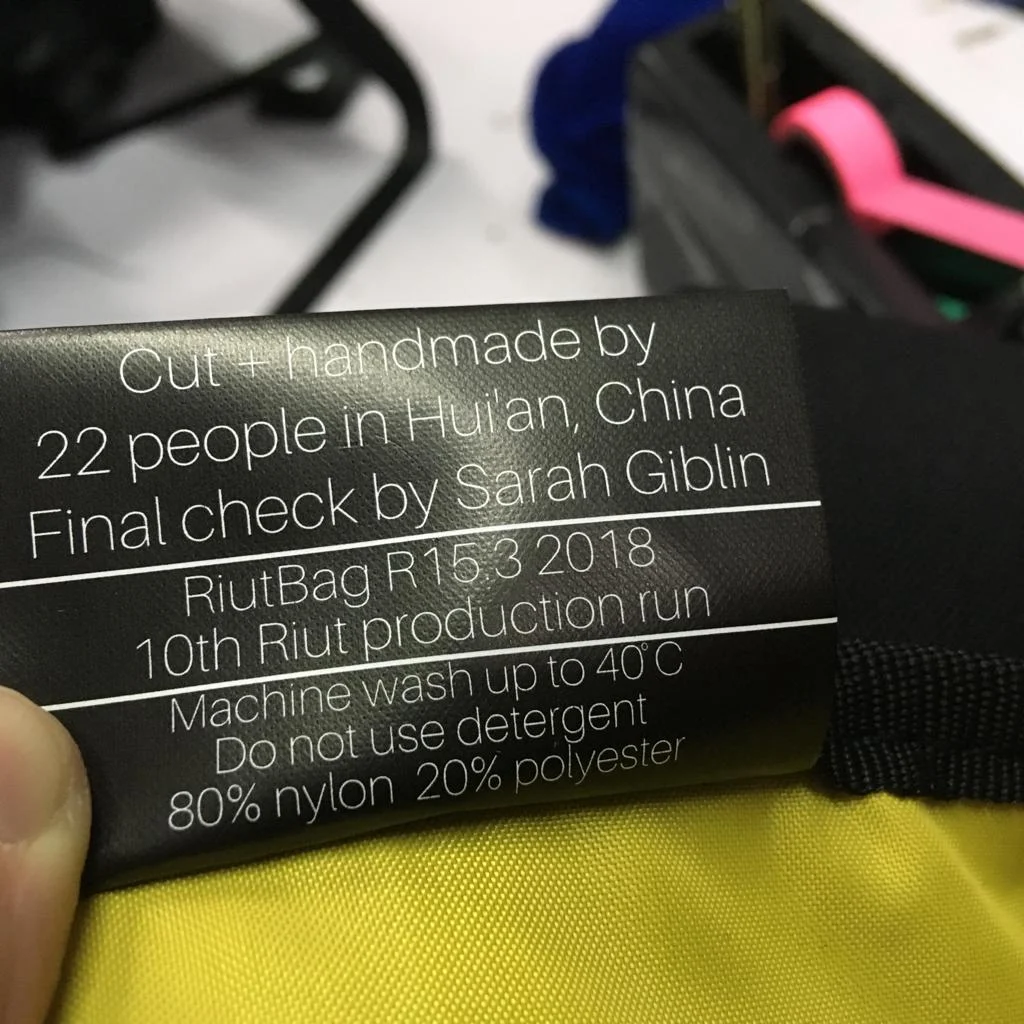 Cut + handmade by
22 people in Hui'an, China
Final check by Sarah Giblin
RiutBag R15.3 2018
10th Riut production run
Machine wash up to 40°C
Do not use detergent
80% nylon 20% polyester